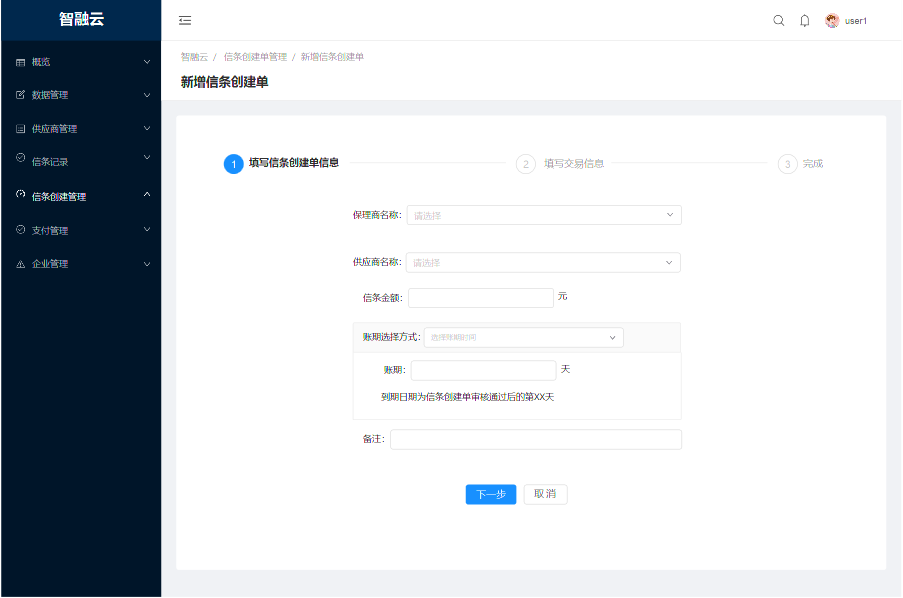 智融云
user1
概览
数据管理
供应商管理
信条记录
信条创建管理
支付管理
企业管理
智融云 / 信条创建单管理 / 新增信条创建单
新增信条创建单
1 填写信条创建单信息
2 填写交易信息
3 完成
保理商名称: 请选择
供应商名称: 请选择
信条金额: 元
账期选择方式: 选择账期时间
账期: 天
到期日期为信条创建单审核通过后的第XX天
备注:
下一步 取消